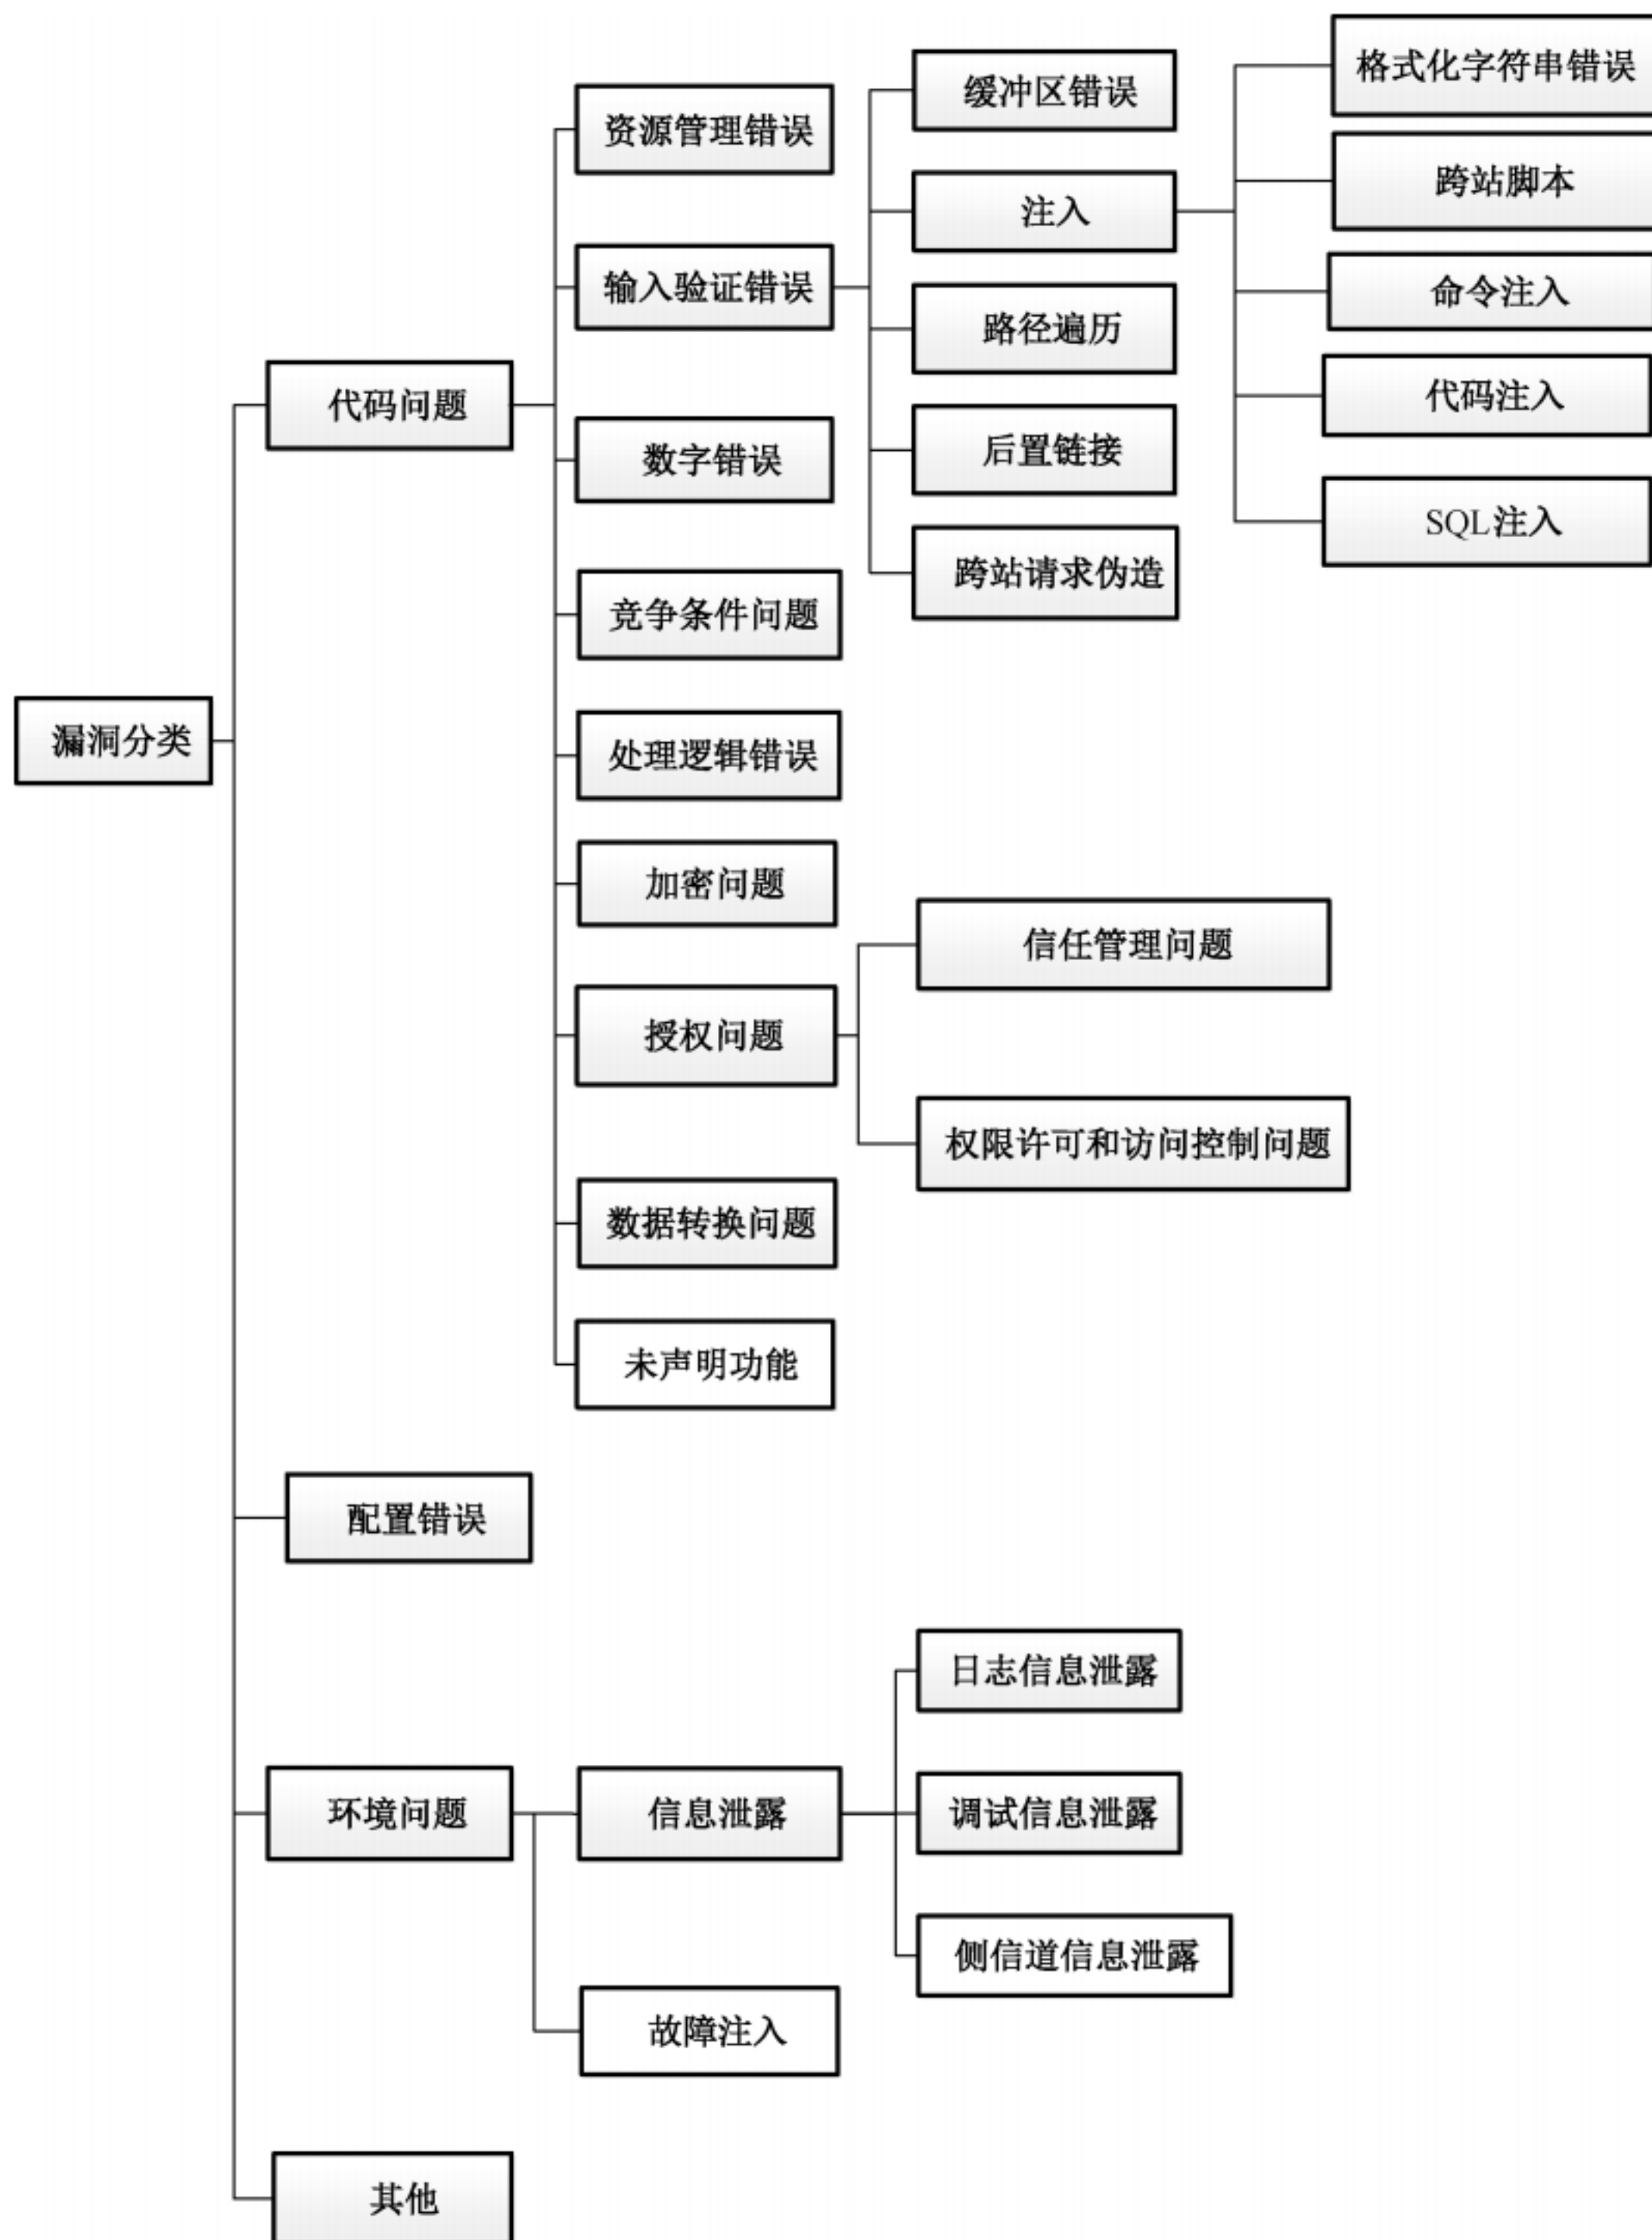 漏洞分类
代码问题
资源管理错误
输入验证错误
缓冲区错误
注入
格式化字符串错误
跨站脚本
命令注入
代码注入
SQL注入
路径遍历
后置链接
跨站请求伪造
数字错误
竞争条件问题
处理逻辑错误
加密问题
授权问题
信任管理问题
权限许可和访问控制问题
数据转换问题
未声明功能
配置错误
环境问题
信息泄露
日志信息泄露
调试信息泄露
侧信道信息泄露
故障注入
其他